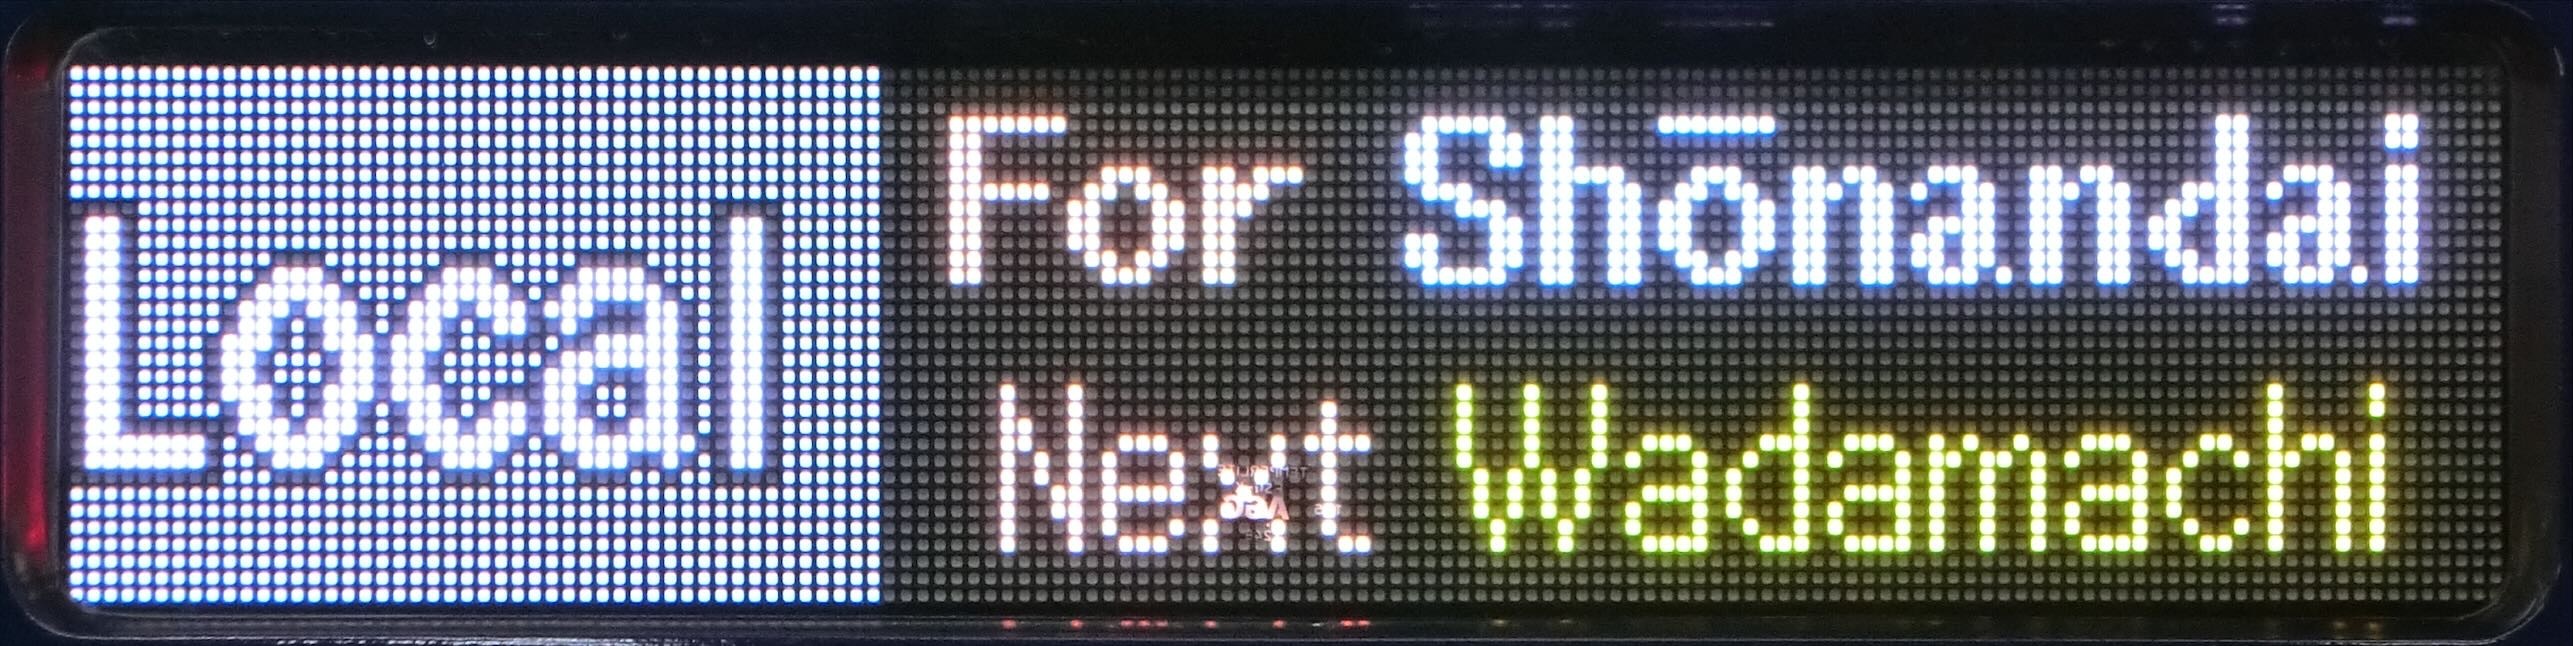 Local
For Shōnandai
Next Wadamachi